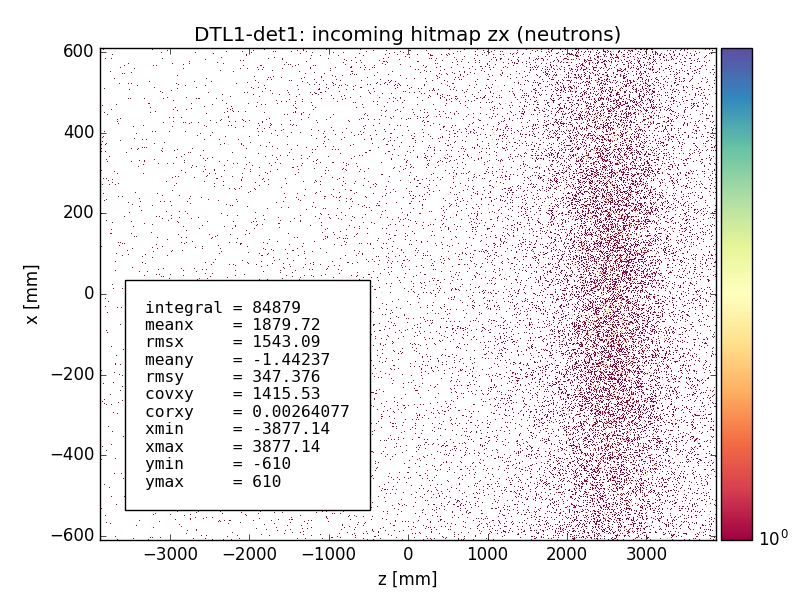 DTL1-det1: incoming hitmap zx (neutrons)
600
400
200
0
−200
−400
−600
x [mm]
integral = 84879
meanx = 1879.72
rmsx = 1543.09
meany = -1.44237
rmsy = 347.376
covxy = 1415.53
corxy = 0.00264077
xmin = -3877.14
xmax = 3877.14
ymin = -610
ymax = 610
10⁰
−3000 −2000 −1000 0 1000 2000 3000
z [mm]